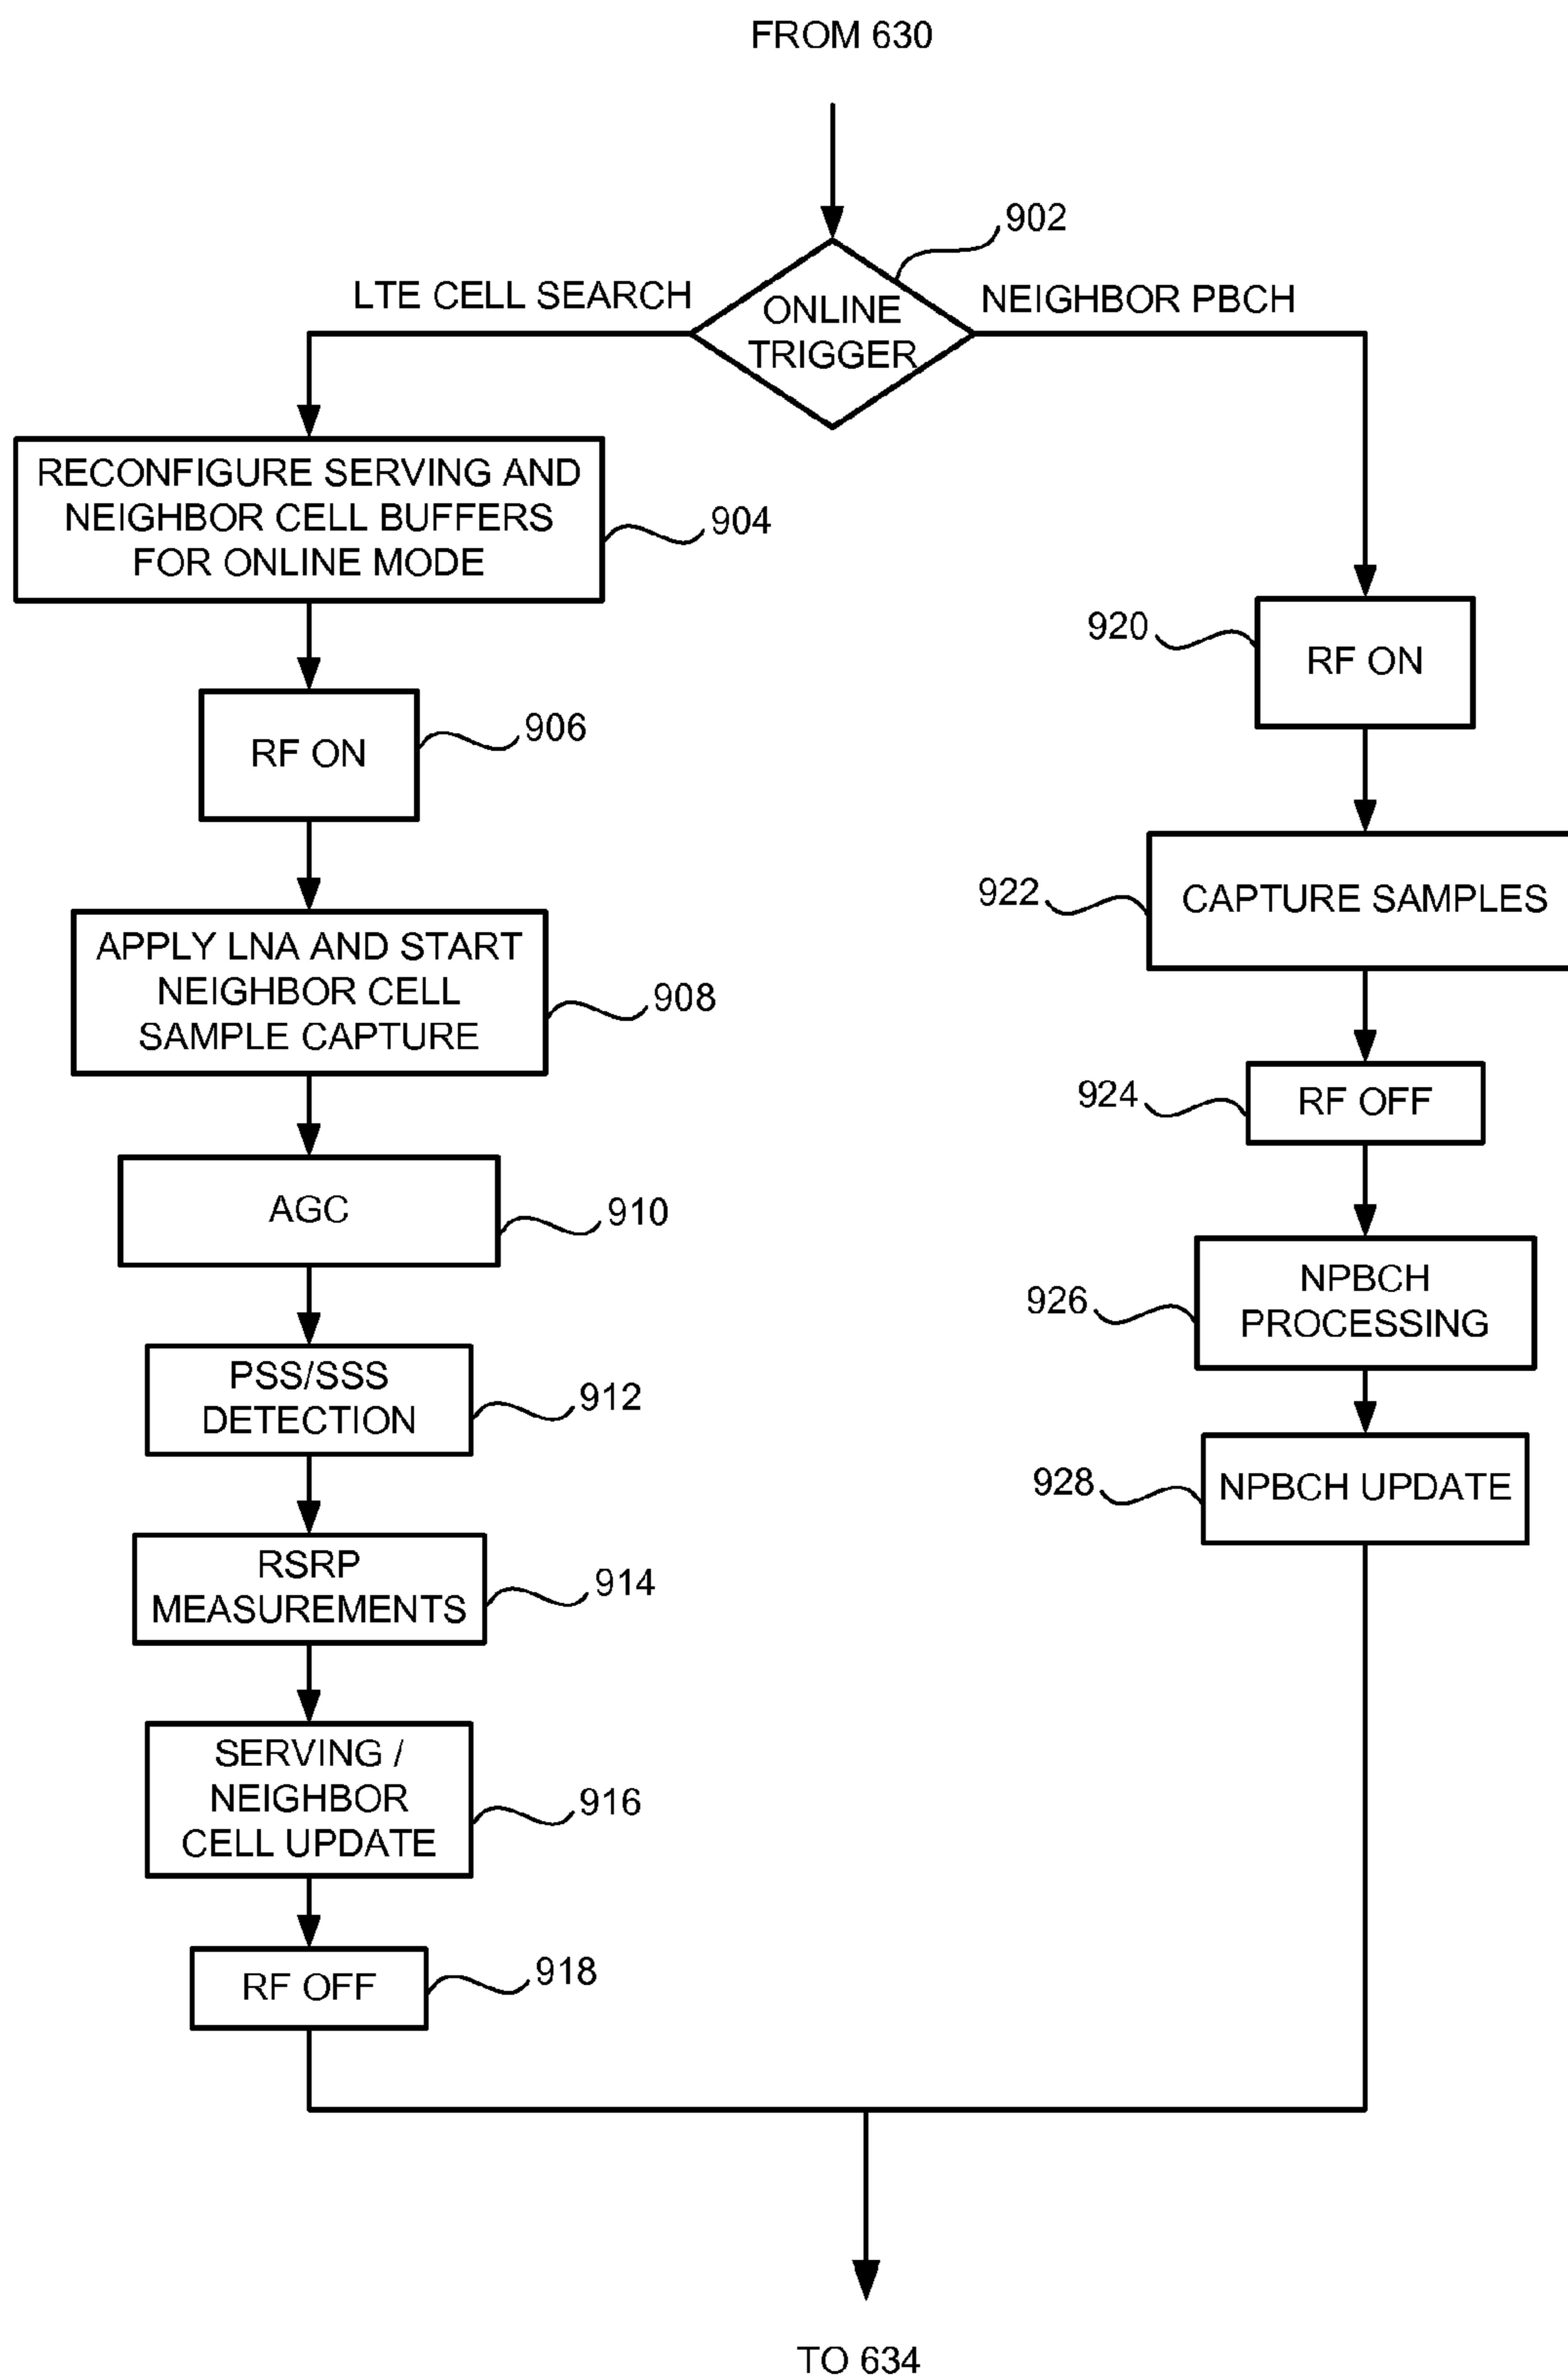 FROM 630
902
LTE CELL SEARCH
ONLINE
TRIGGER
NEIGHBOR PBCH
RECONFIGURE SERVING AND
NEIGHBOR CELL BUFFERS
FOR ONLINE MODE
904
RF ON
906
APPLY LNA AND START
NEIGHBOR CELL
SAMPLE CAPTURE
908
AGC
910
PSS/SSS
DETECTION
912
RSRP
MEASUREMENTS
914
SERVING /
NEIGHBOR
CELL UPDATE
916
RF OFF
918
920
RF ON
922
CAPTURE SAMPLES
924
RF OFF
926
NPBCH
PROCESSING
928
NPBCH UPDATE
TO 634